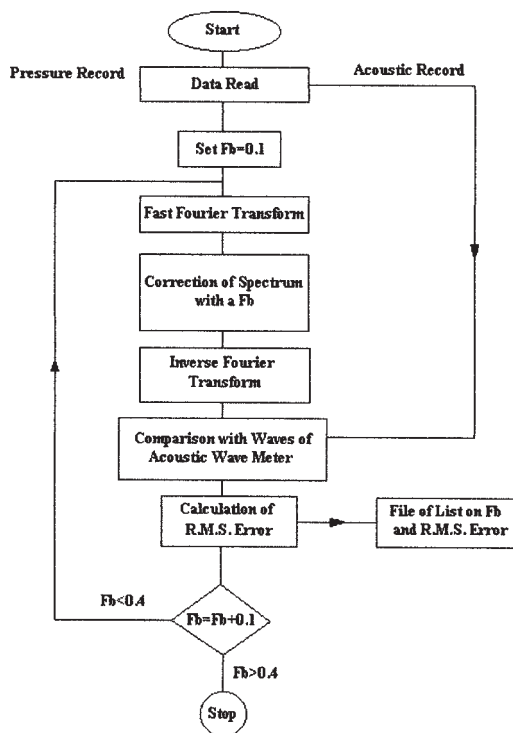 Start
Pressure Record
Acoustic Record
Data Read
Set Fb=0.1
Fast Fourier Transform
Correction of Spectrum
with a Fb
Inverse Fourier
Transform
Comparison with Waves of
Acoustic Wave Meter
Calculation of
R.M.S. Error
File of List on Fb
and R.M.S. Error
Fb<0.4
Fb=Fb+0.1
Fb>0.4
Stop